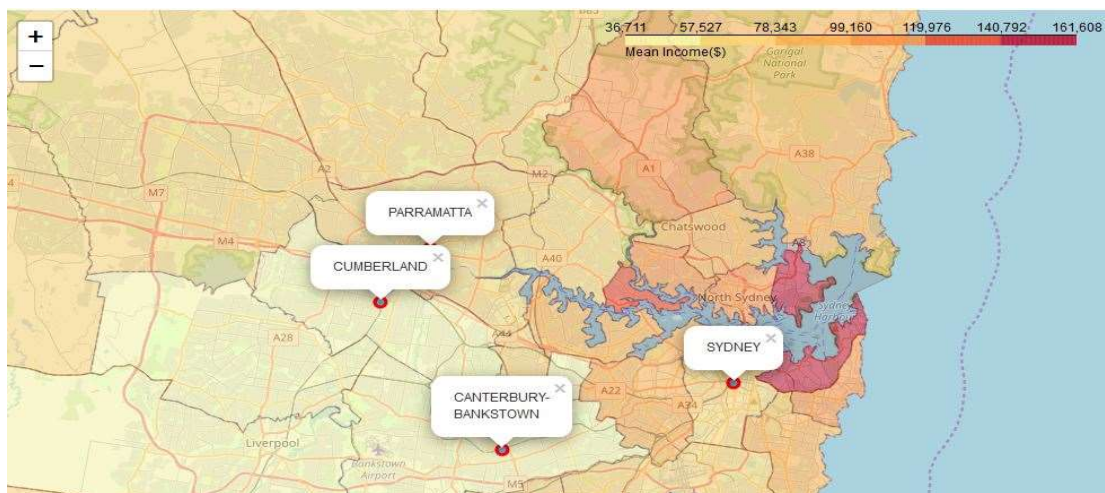 +
−
36,711 57,527 78,343 99,160 119,976 140,792 161,608
Mean Income($)
Garigal
National
Park
A38
A2
A1
M2
M7
PARRAMATTA ×
Chatswood
M4
A8
CUMBERLAND ×
A40
North Sydney
Sydney
Harbour
A44
A28
SYDNEY ×
CANTERBURY-
BANKSTOWN ×
A22
A34
Liverpool
Bankstown
Airport
M5